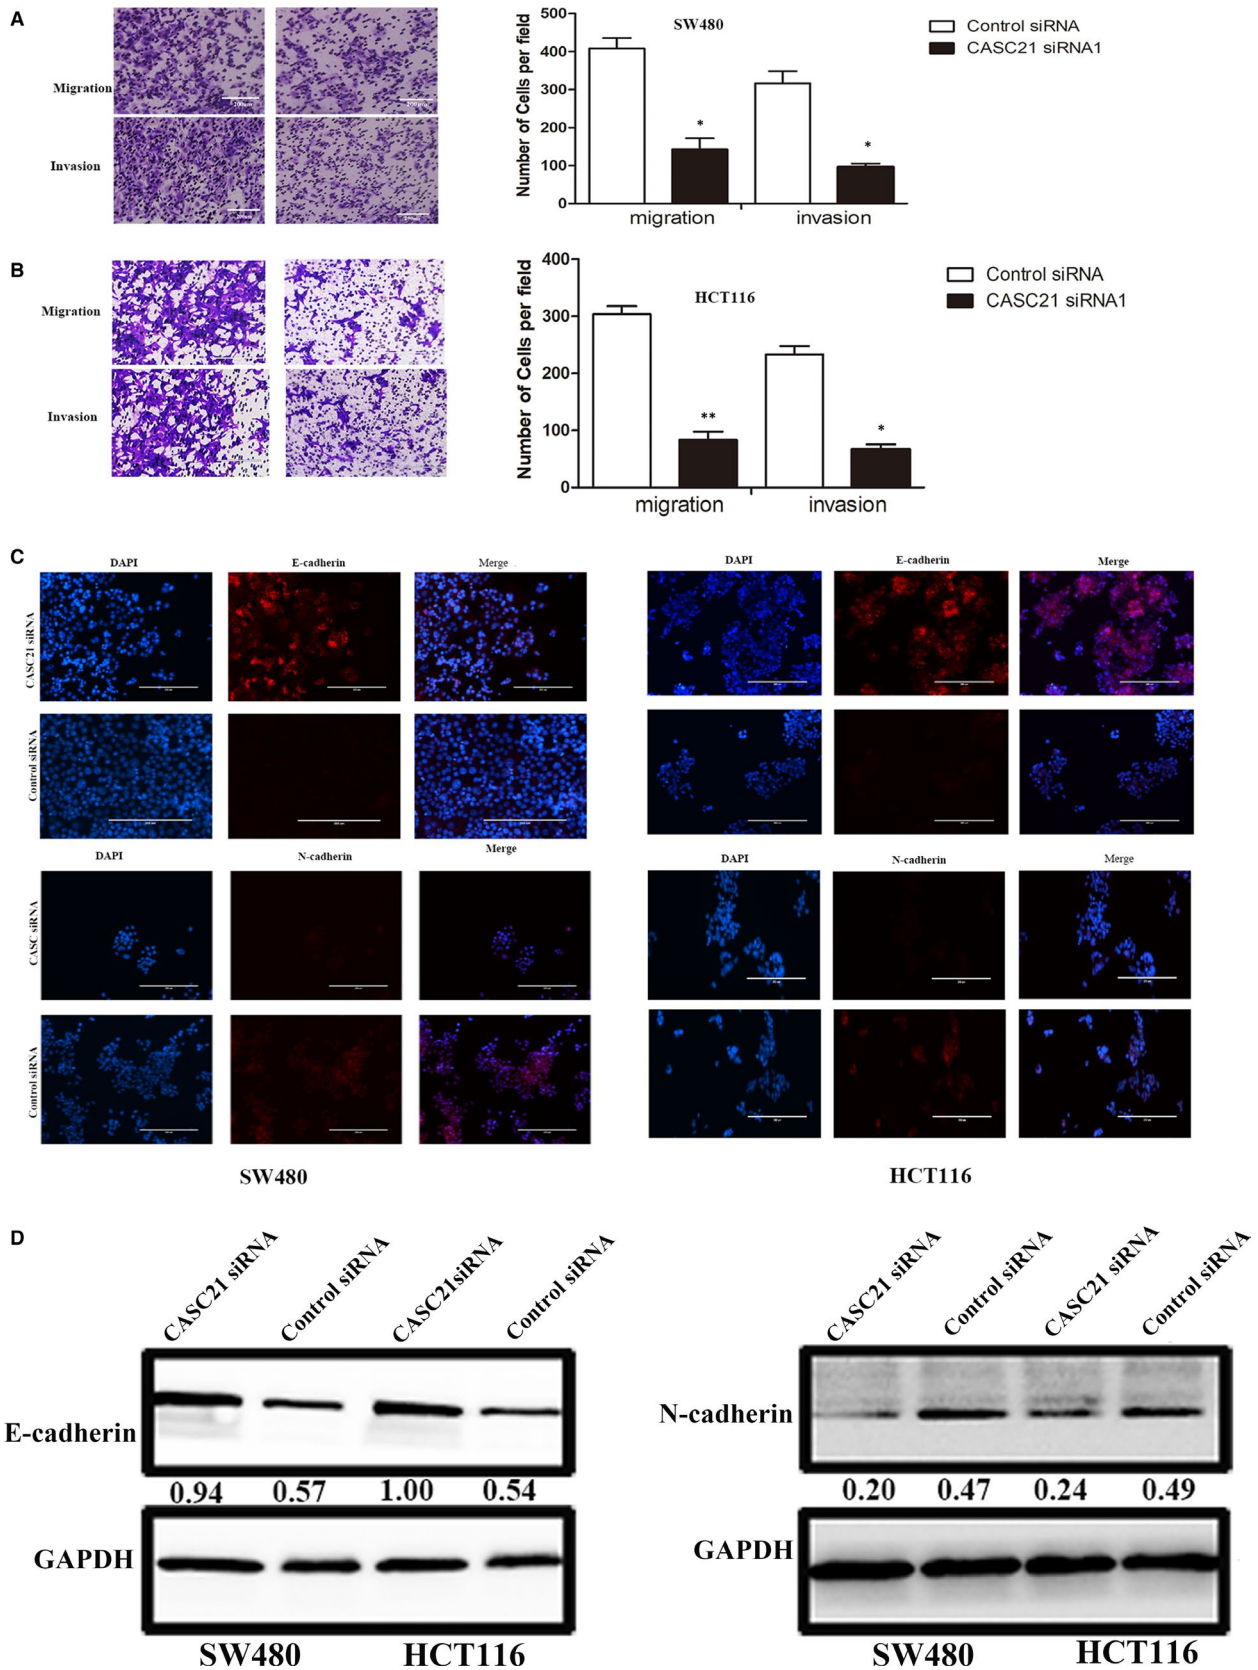 A
Migration
Invasion
200μm
200μm
500
400
300
200
100
0
Number of Cells per field
SW480
*
*
migration
invasion
Control siRNA
CASC21 siRNA1
B
Migration
Invasion
400
300
200
100
0
Number of Cells per field
HCT116
**
*
migration
invasion
Control siRNA
CASC21 siRNA1
C
DAPI
E-cadherin
Merge
DAPI
E-cadherin
Merge
CASC21 siRNA
Control siRNA
DAPI
N-cadherin
Merge
DAPI
N-cadherin
Merge
CASC siRNA
Control siRNA
SW480
HCT116
D
CASC21 siRNA
Control siRNA
CASC21siRNA
Control siRNA
E-cadherin
0.94 0.57 1.00 0.54
GAPDH
SW480 HCT116
CASC21 siRNA
Control siRNA
CASC21 siRNA
Control siRNA
N-cadherin
0.20 0.47 0.24 0.49
GAPDH
SW480 HCT116